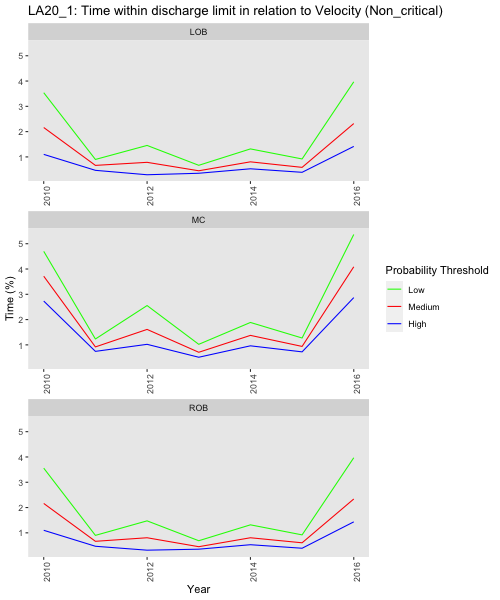 LA20_1: Time within discharge limit in relation to Velocity (Non_critical)
LOB
5
4
3
2
1
2010
2012
2014
2016
MC
5
4
3
2
1
2010
2012
2014
2016
ROB
5
4
3
2
1
2010
2012
2014
2016
Time (%)
Year
Probability Threshold
Low
Medium
High